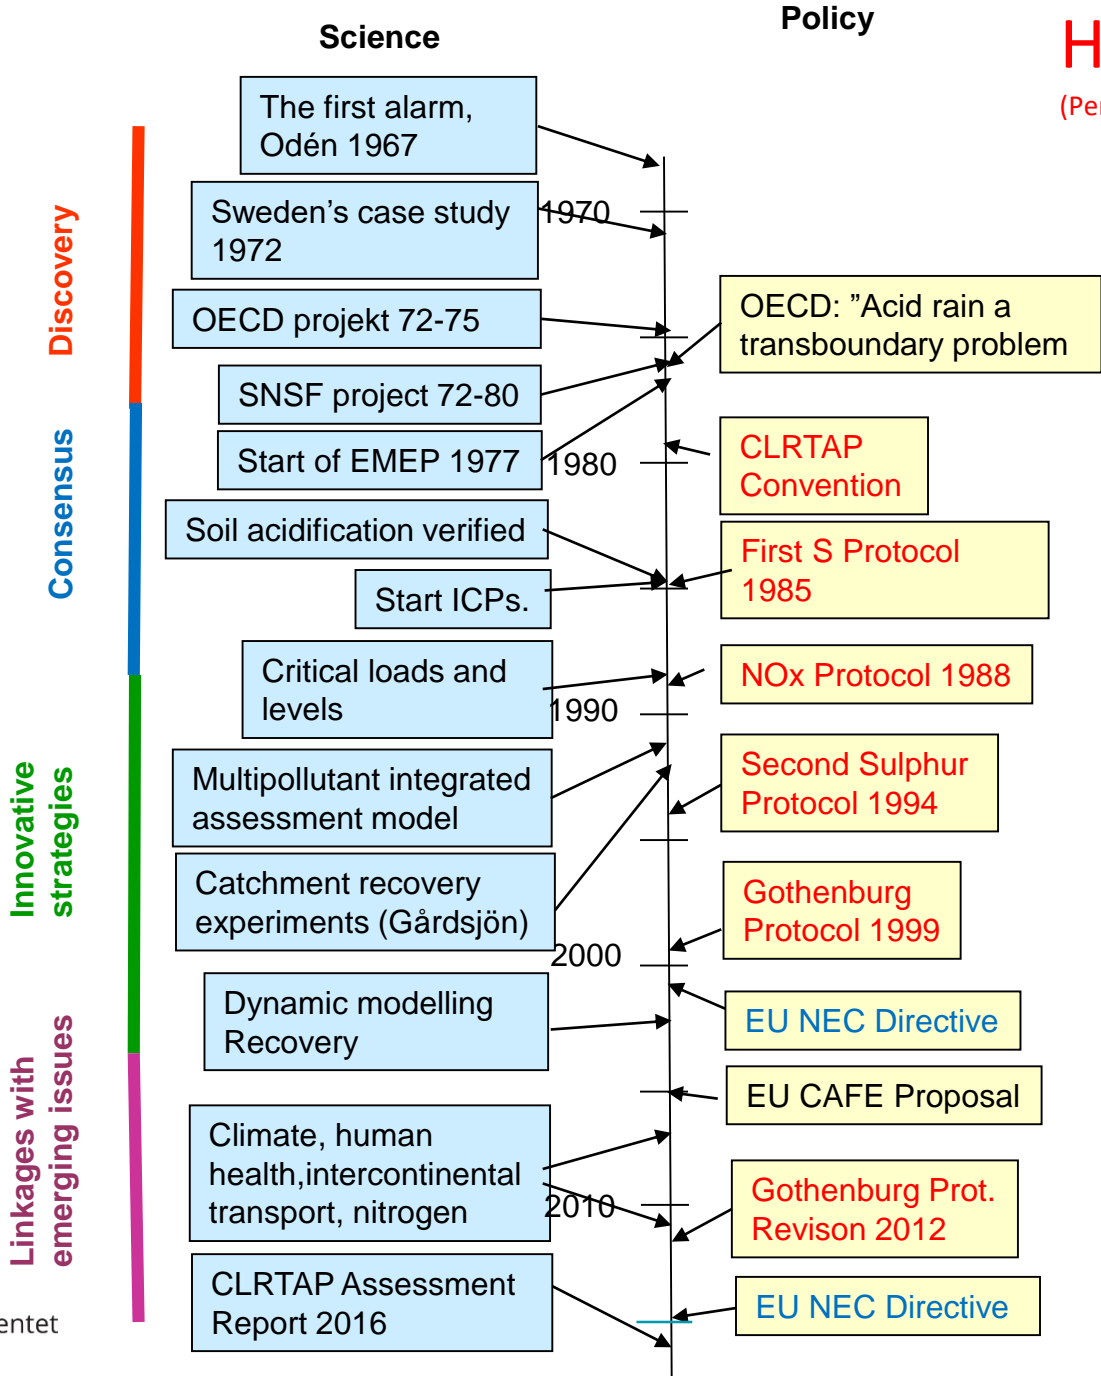 Science
Policy
H
(Per
The first alarm,
Odén 1967
Sweden's case study
1972
1970
OECD projekt 72-75
OECD: ”Acid rain a
transboundary problem
SNSF project 72-80
Start of EMEP 1977
1980
CLRTAP
Convention
Soil acidification verified
First S Protocol
1985
Start ICPs.
Critical loads and
levels
1990
NOx Protocol 1988
Multipollutant integrated
assessment model
Second Sulphur
Protocol 1994
Catchment recovery
experiments (Gårdsjön)
Gothenburg
Protocol 1999
2000
Dynamic modelling
Recovery
EU NEC Directive
EU CAFE Proposal
Climate, human
health,intercontinental
transport, nitrogen
2010
Gothenburg Prot.
Revison 2012
CLRTAP Assessment
Report 2016
EU NEC Directive
Discovery
Consensus
Innovative
strategies
Linkages with
emerging issues
entet